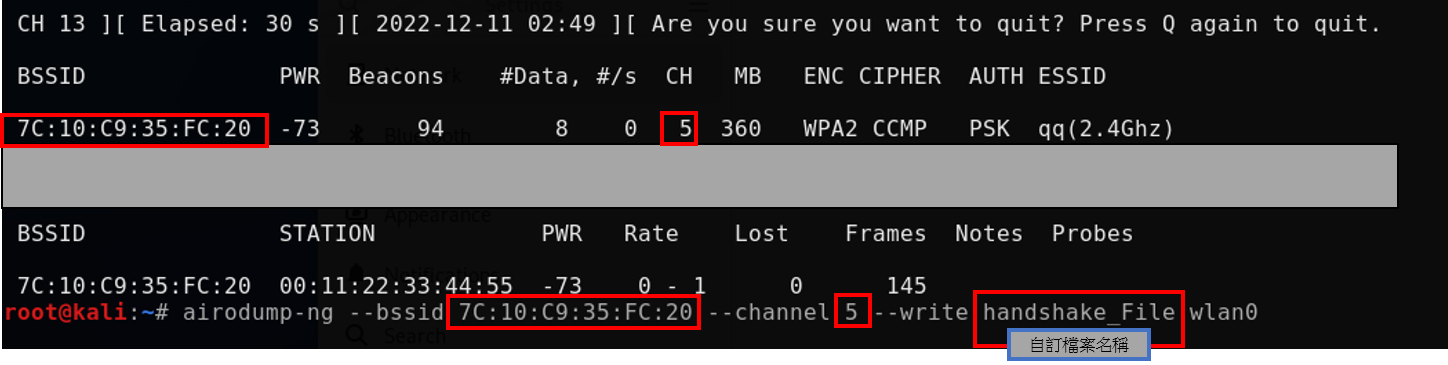 CH 13 ][ Elapsed: 30 s ][ 2022-12-11 02:49 ][ Are you sure you want to quit? Press Q again to quit.
BSSID PWR Beacons #Data, #/s CH MB ENC CIPHER AUTH ESSID
7C:10:C9:35:FC:20 -73 94 8 0 5 360 WPA2 CCMP PSK qq(2.4Ghz)
BSSID STATION PWR Rate Lost Frames Notes Probes
7C:10:C9:35:FC:20 00:11:22:33:44:55 -73 0 - 1 0 145
root@kali:~# airodump-ng --bssid 7C:10:C9:35:FC:20 --channel 5 --write handshake_File wlan0
自訂檔案名稱
Settings
Bluetooth
Appearance
Notifications
Search